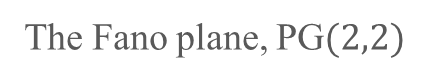 The Fano plane, PG(2,2)